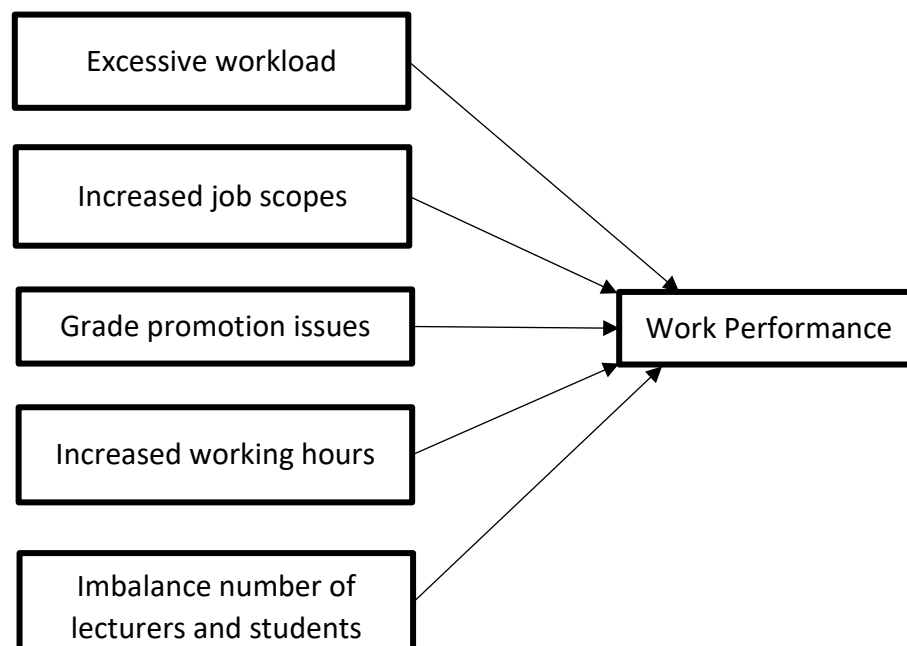 Excessive workload
Increased job scopes
Grade promotion issues
Work Performance
Increased working hours
Imbalance number of
lecturers and students